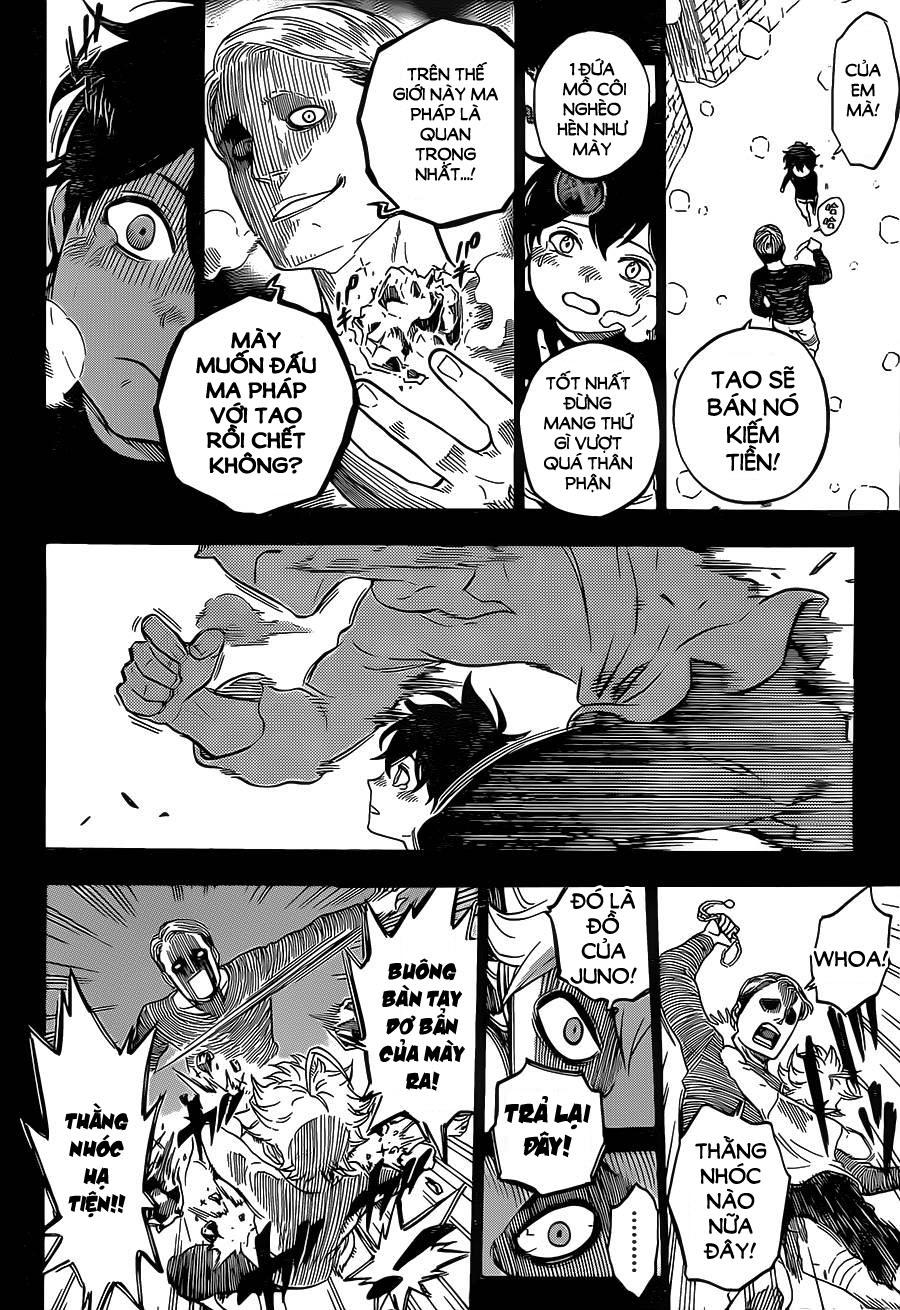 CỦA
EM
MÀ!
哈
哈
TAO SẼ
BÁN NÓ
KIẾM
TIỀN!
1 ĐỨA
MỒ CÔI
NGHÈO
HÈN NHƯ
MÀY
TỐT NHẤT
ĐỪNG
MANG THỨ
GÌ VƯỢT
QUÁ THÂN
PHẬN
TRÊN THẾ
GIỚI NÀY MA
PHÁP LÀ
QUAN
TRỌNG
NHẤT...!
MÀY
MUỐN ĐẤU
MA PHÁP
VỚI TAO
RỒI CHẾT
KHÔNG?
WHOA!
THẰNG
NHÓC
NÀO
NỮA
ĐÂY!
ĐÓ LÀ
ĐỒ
CỦA
JUNO!
TRẢ LẠI
ĐÂY!
.........
BUÔNG
BÀN TAY
DƠ BẨN
CỦA MÀY
RA!
THẰNG
NHÓC
HẠ
TIỆN!!